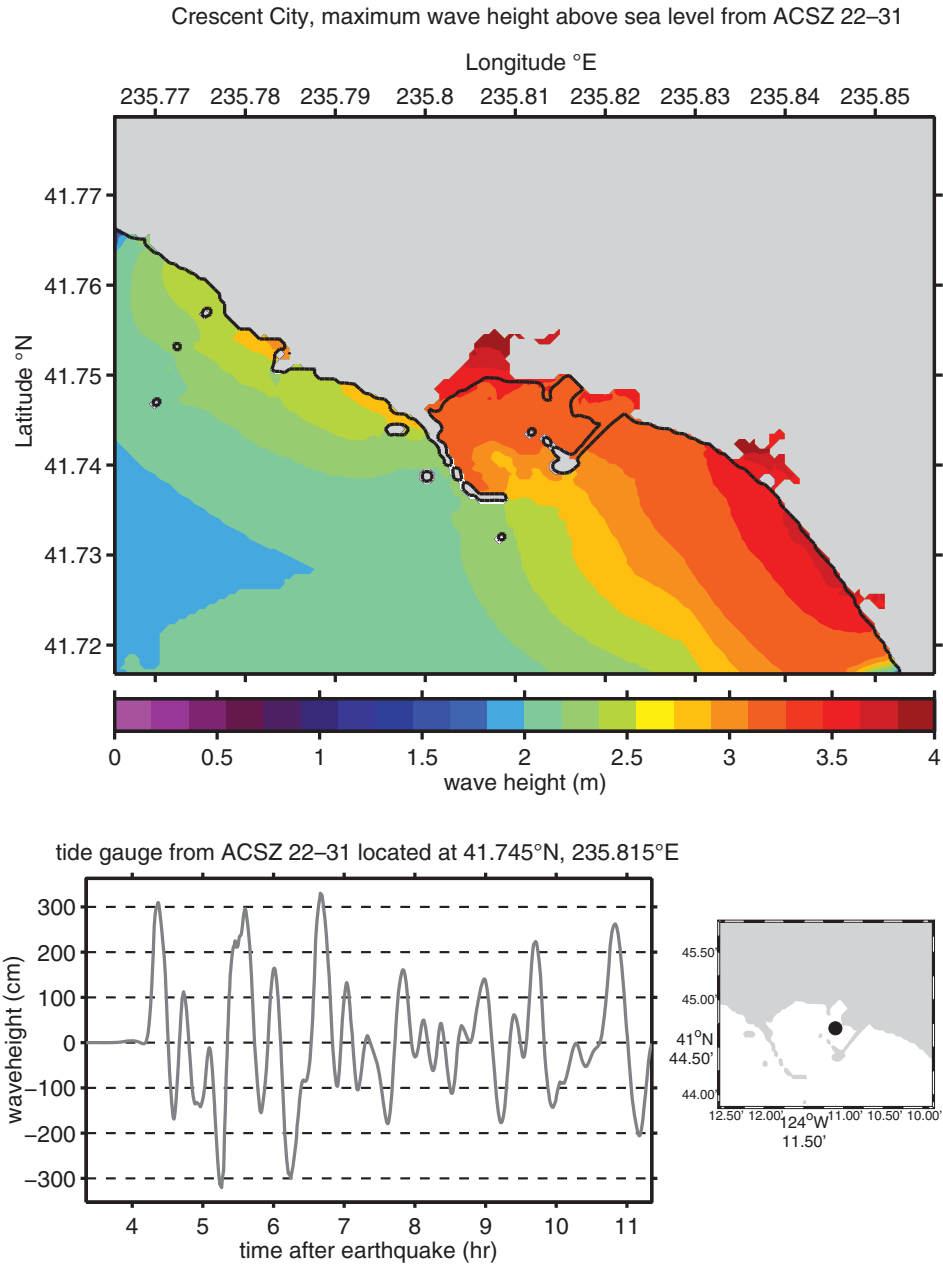 Crescent City, maximum wave height above sea level from ACSZ 22–31
Longitude °E
235.77 235.78 235.79 235.8 235.81 235.82 235.83 235.84 235.85
Latitude °N
41.77
41.76
41.75
41.74
41.73
41.72
0 0.5 1 1.5 2 2.5 3 3.5 4
wave height (m)
tide gauge from ACSZ 22–31 located at 41.745°N, 235.815°E
waveheight (cm)
300
200
100
0
−100
−200
−300
4 5 6 7 8 9 10 11
time after earthquake (hr)
45.50'
45.00'
41°N
44.50'
44.00'
12.50' 12.00' 11.00' 10.50' 10.00'
124°W
11.50'